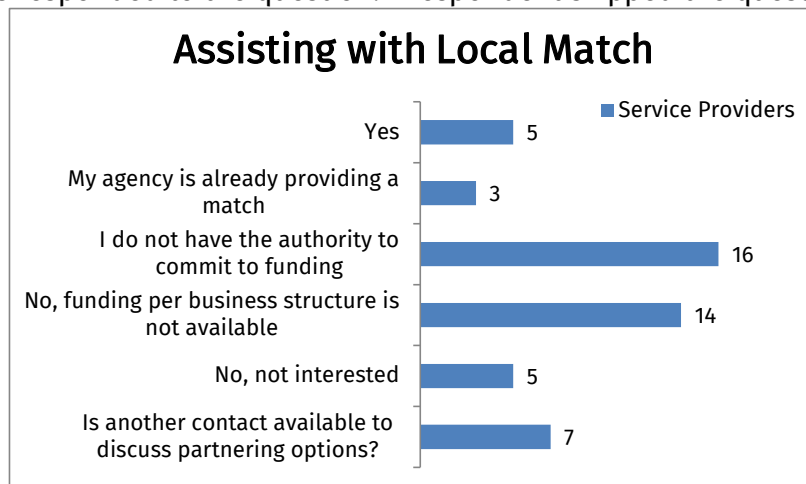 Assisting with Local Match
Service Providers
Yes
5
My agency is already providing a
match
3
I do not have the authority to
commit to funding
16
No, funding per business structure is
not available
14
No, not interested
5
Is another contact available to
discuss partnering options?
7